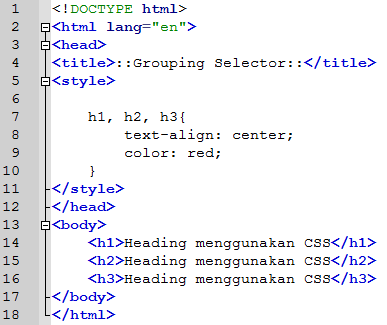 1 <!DOCTYPE html>
2 <html lang="en">
3 <head>
4 <title>::Grouping Selector::</title>
5 <style>
6
7 h1, h2, h3{
8 text-align: center;
9 color: red;
10 }
11 </style>
12 </head>
13 <body>
14 <h1>Heading menggunakan CSS</h1>
15 <h2>Heading menggunakan CSS</h2>
16 <h3>Heading menggunakan CSS</h3>
17 </body>
18 </html>